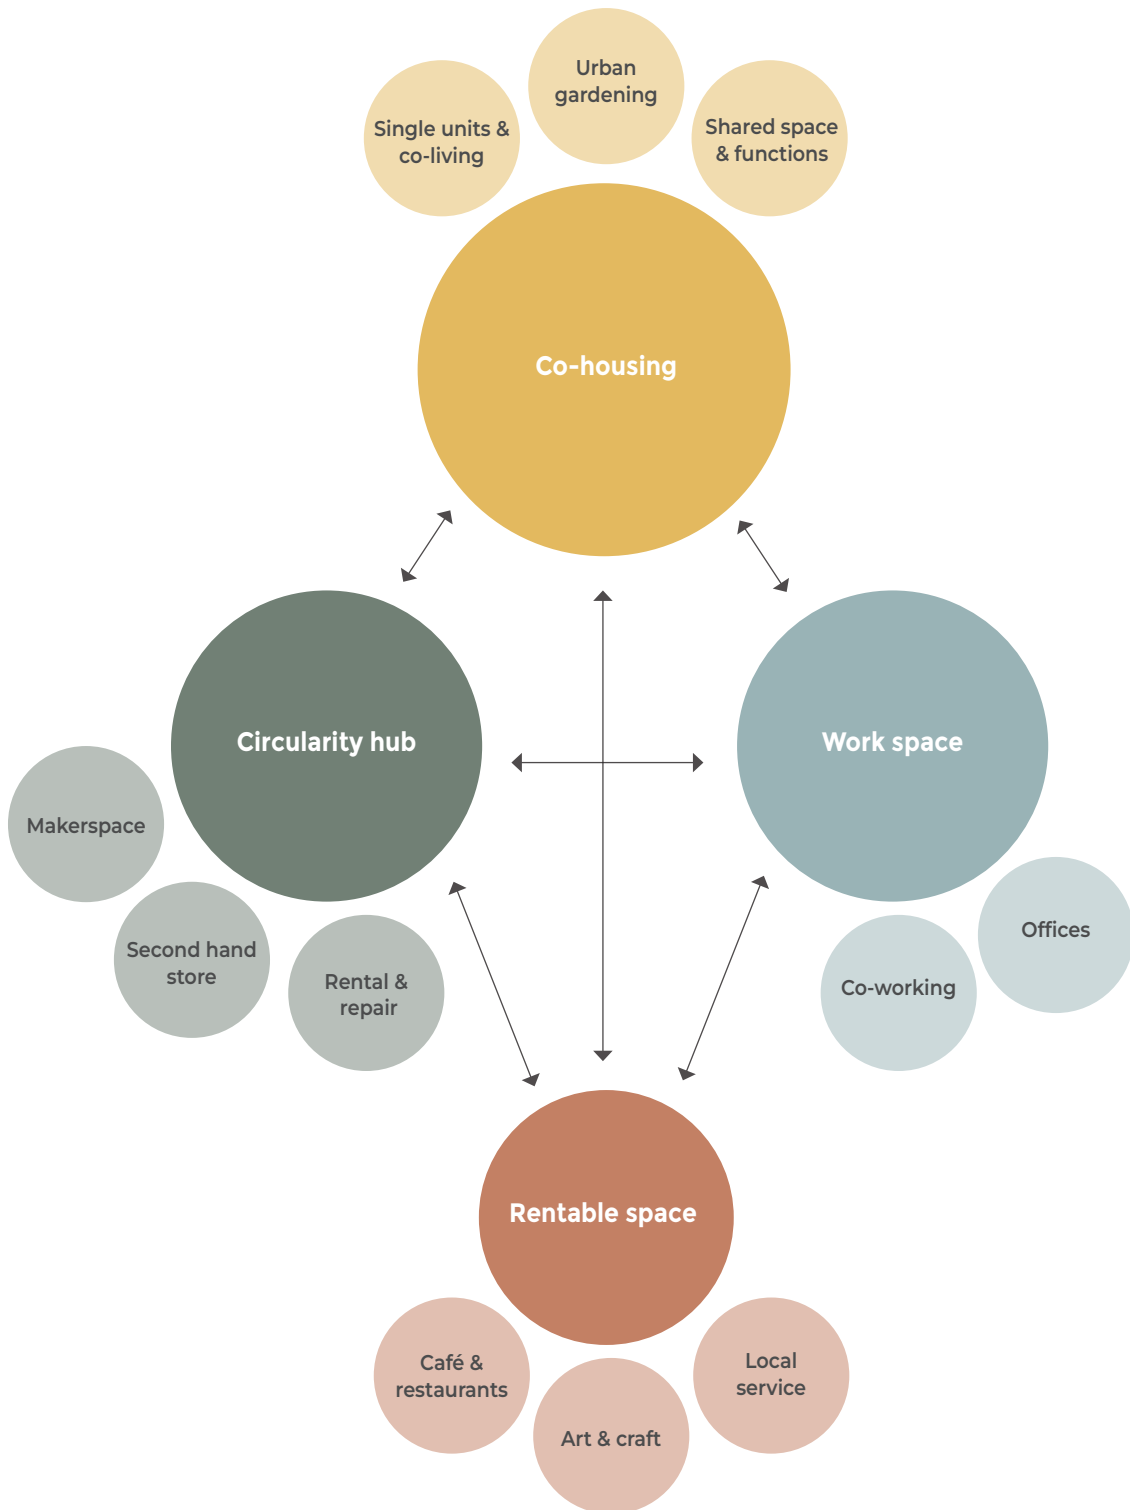 Urban
gardening
Single units &
co-living
Shared space
& functions
Co-housing
Circularity hub
Work space
Makerspace
Second hand
store
Rental &
repair
Offices
Co-working
Rentable space
Café &
restaurants
Local
service
Art & craft